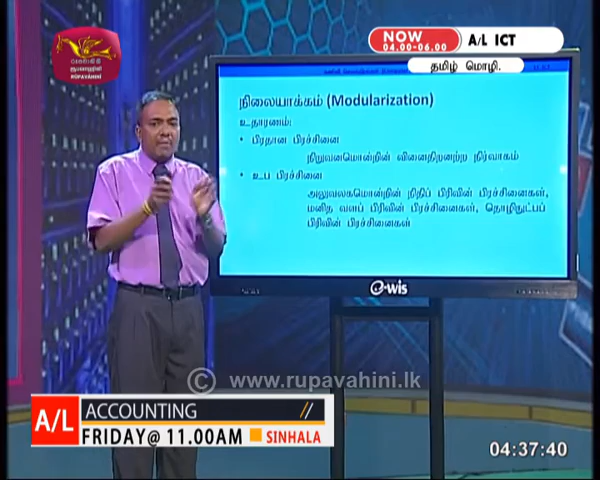 NOW
04.00-06.00
A/L ICT
தமிழ் மொழி.
RUPAVAHINI
நிலையாக்கம் (Modularization)
உதாரணம்:
• பிரதான பிரச்சினை
நிறுவனமொன்றின் வினைதிறனற்ற நிர்வாகம்
• உப பிரச்சினை
அலுவலகமொன்றின் நிதிப் பிரிவின் பிரச்சினைகள்,
மனித வளப் பிரிவின் பிரச்சினைகள், தொழிநுட்பப்
பிரிவின் பிரச்சினைகள்
e-wis
© www.rupavahini.lk
A/L
ACCOUNTING //
FRIDAY@ 11.00AM SINHALA
04:37:40